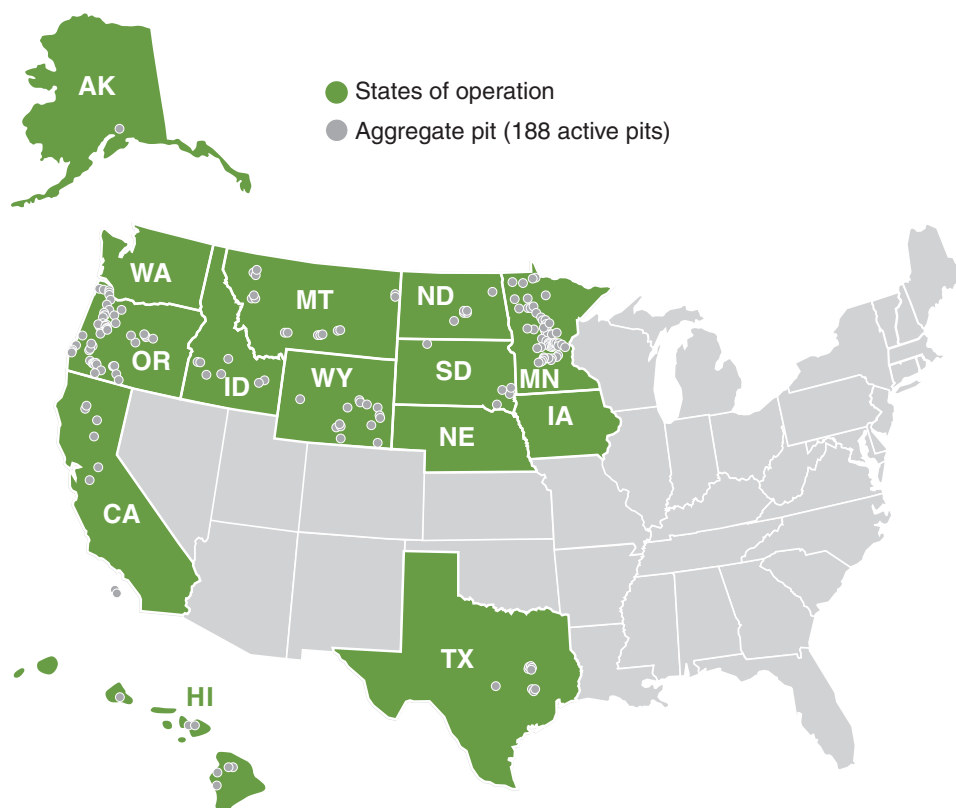 AK
States of operation
Aggregate pit (188 active pits)
WA
MT
ND
OR
ID
WY
SD
MN
NE
IA
CA
TX
HI